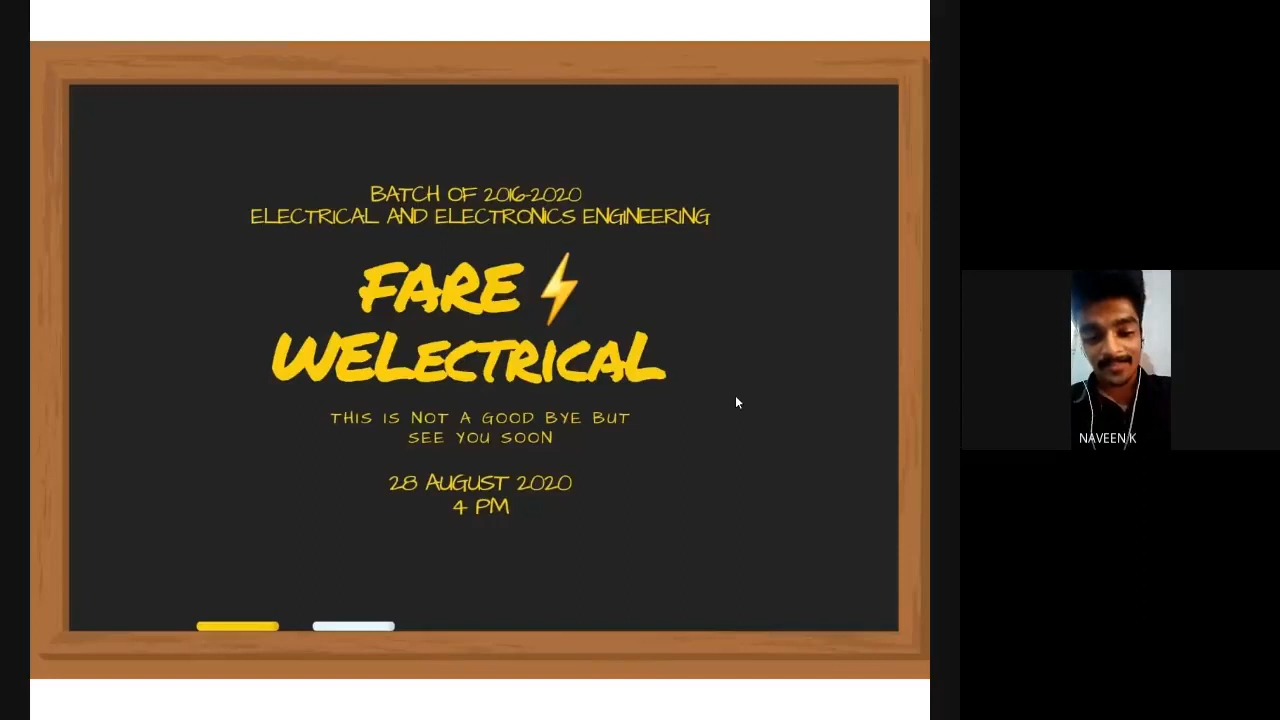 BATCH OF 2016-2020
ELECTRICAL AND ELECTRONICS ENGINEERING
FARE⚡
WELECTRICAL
THIS IS NOT A GOOD BYE BUT
SEE YOU SOON
28 AUGUST 2020
4 PM
NAVEEN K